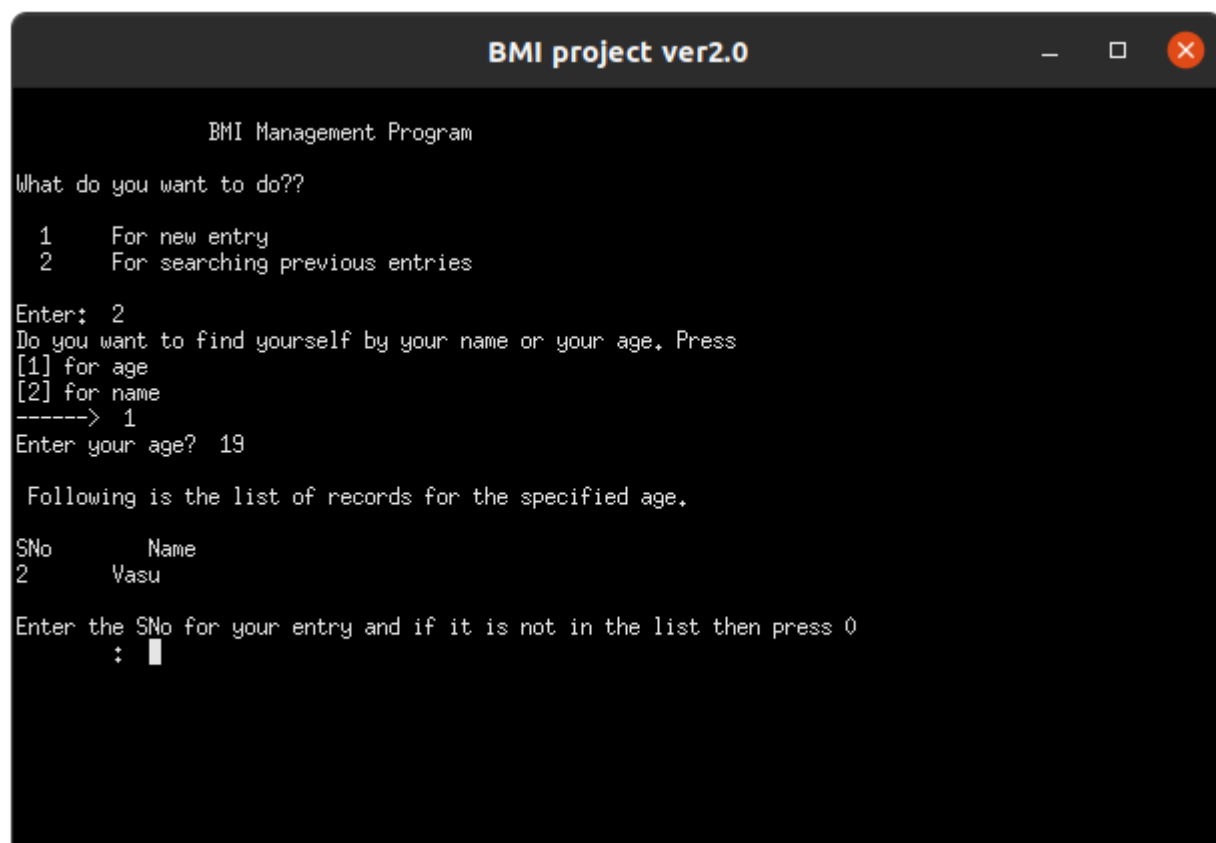 BMI project ver2.0
BMI Management Program
What do you want to do??
1 For new entry
2 For searching previous entries
Enter: 2
Do you want to find yourself by your name or your age. Press
[1] for age
[2] for name
------> 1
Enter your age? 19
Following is the list of records for the specified age.
SNo Name
2 Vasu
Enter the SNo for your entry and if it is not in the list then press 0
: